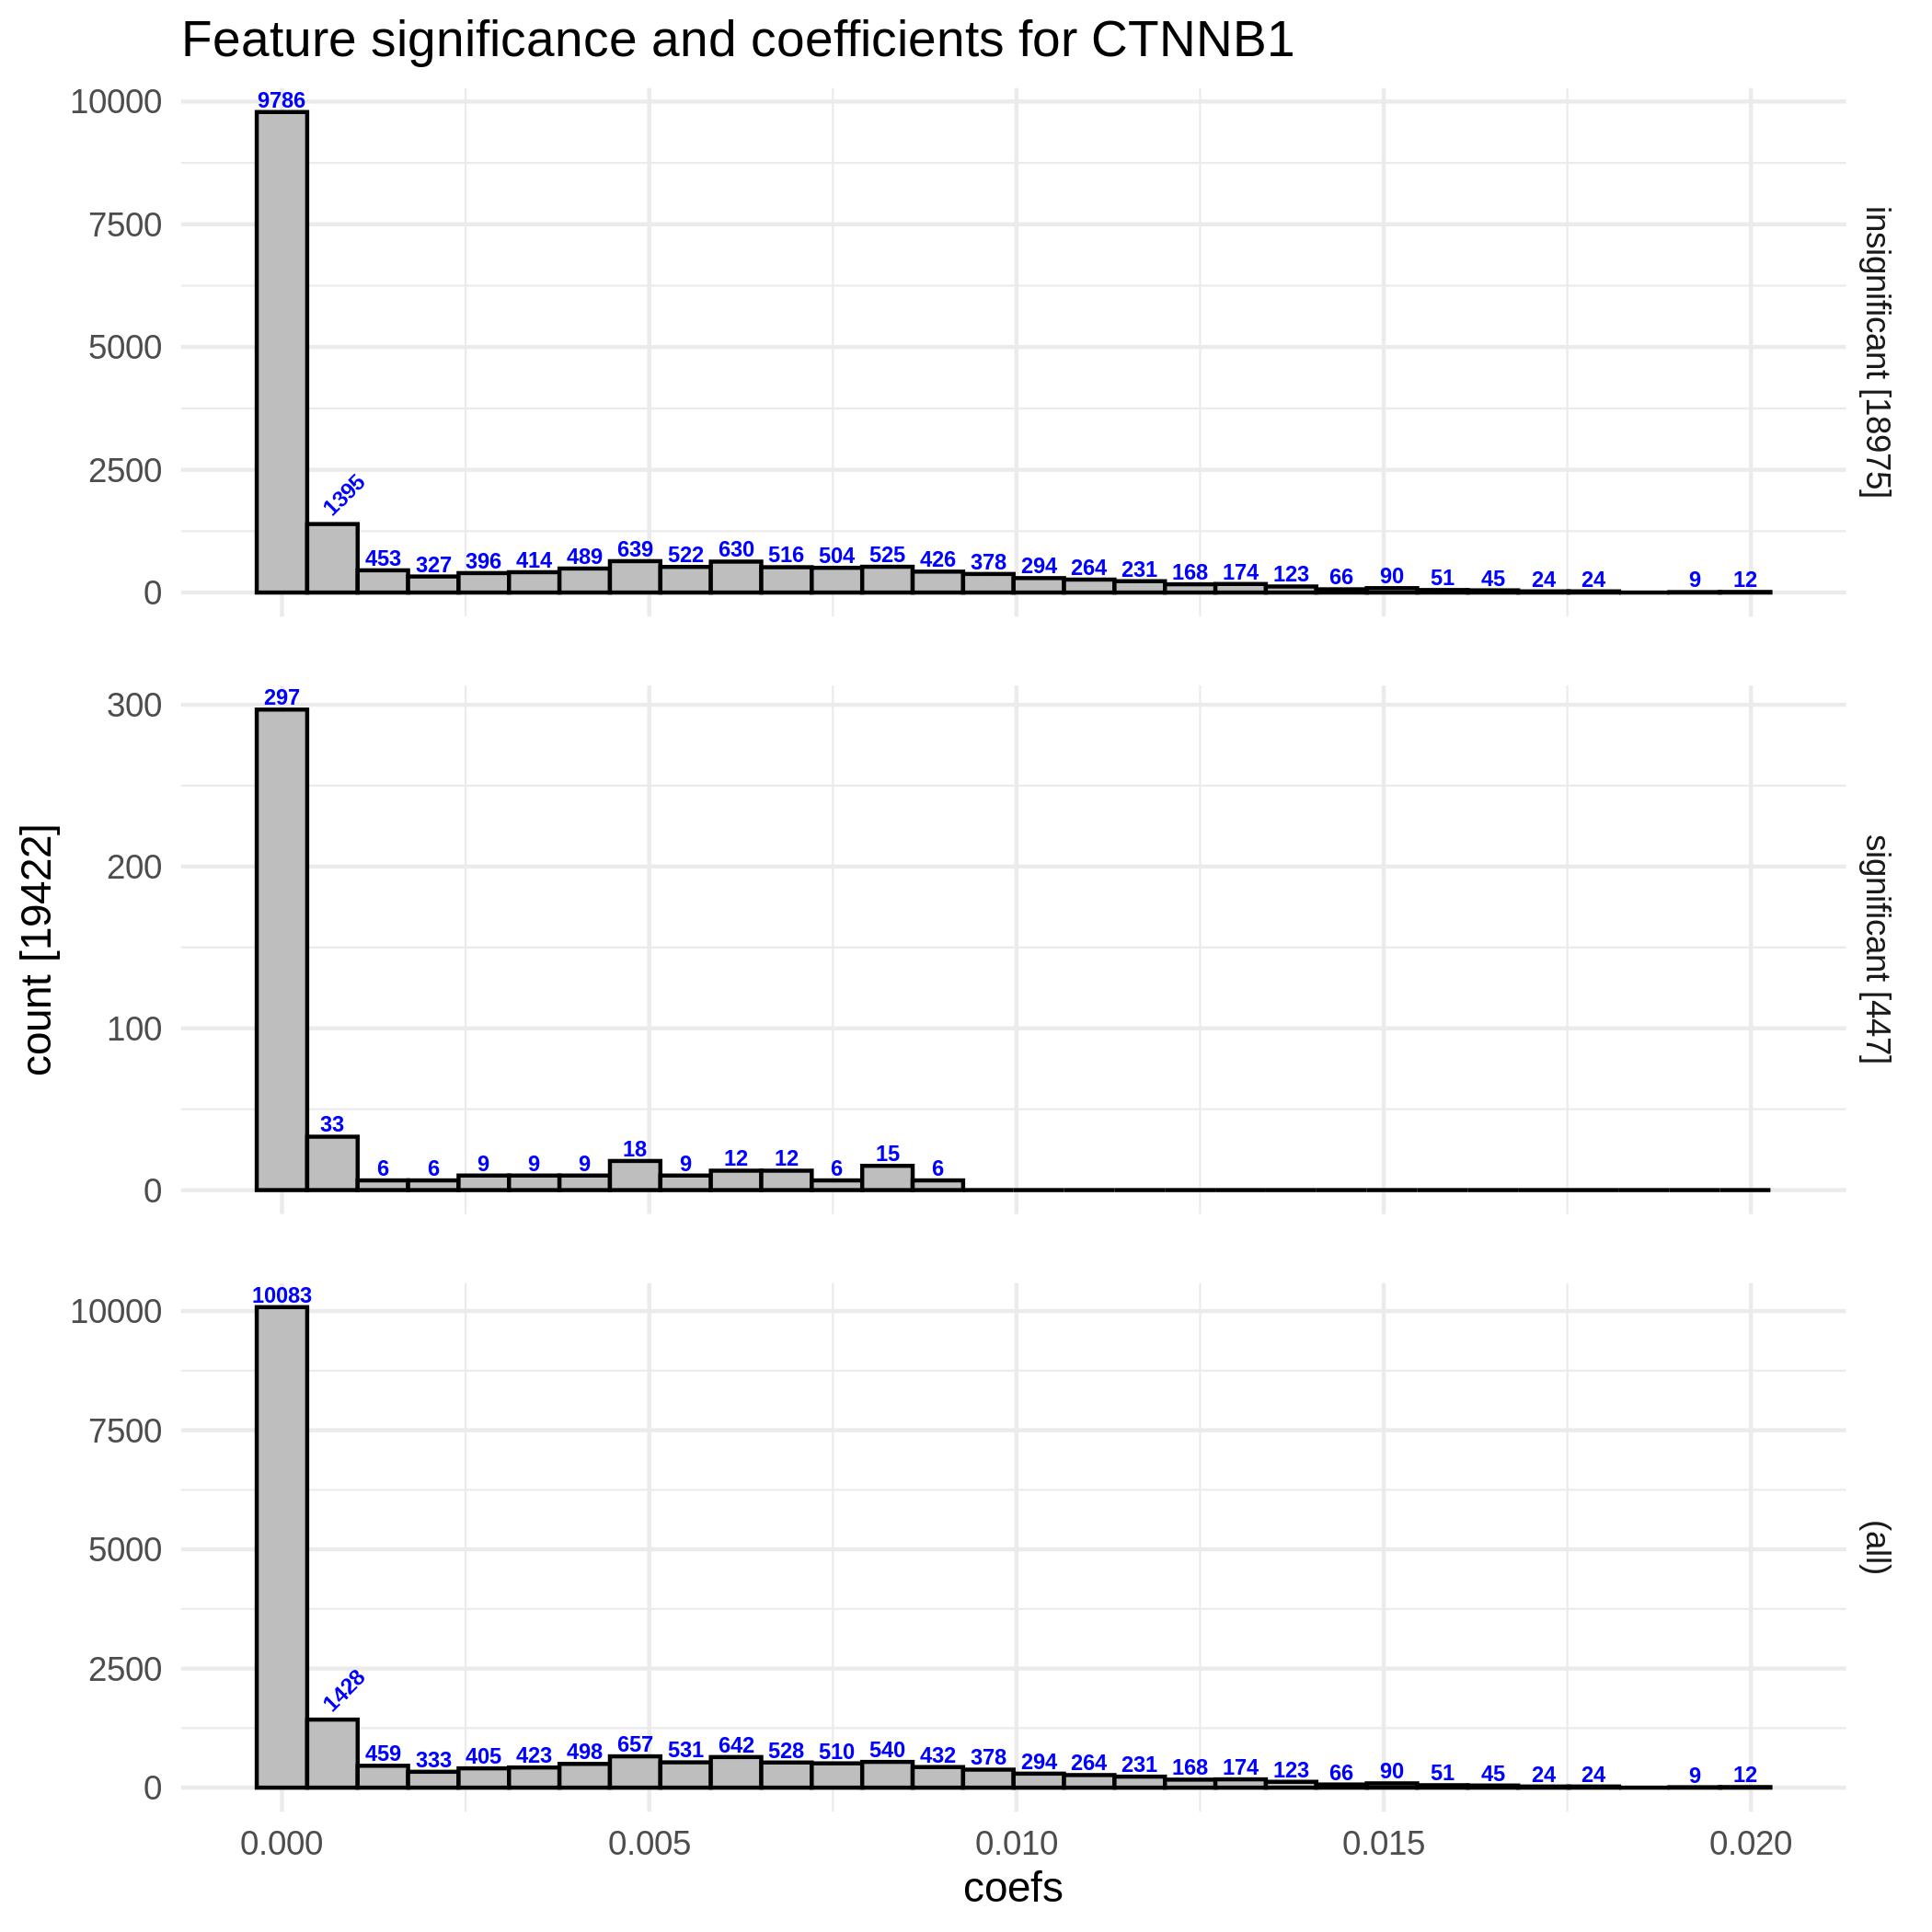 Feature significance and coefficients for CTNNB1
count [19422]
10000
7500
5000
2500
0
9786
1395
453 327 396 414 489 639 522 630 516 504 525 426 378 294 264 231 168 174 123 66 90 51 45 24 24 9 12
insignificant [18975]
300
200
100
0
297
33
6 6 9 9 9 18 9 12 12 6 15 6
significant [447]
10000
7500
5000
2500
0
10083
1428
459 333 405 423 498 657 531 642 528 510 540 432 378 294 264 231 168 174 123 66 90 51 45 24 24 9 12
(all)
0.000 0.005 0.010 0.015 0.020
coefs